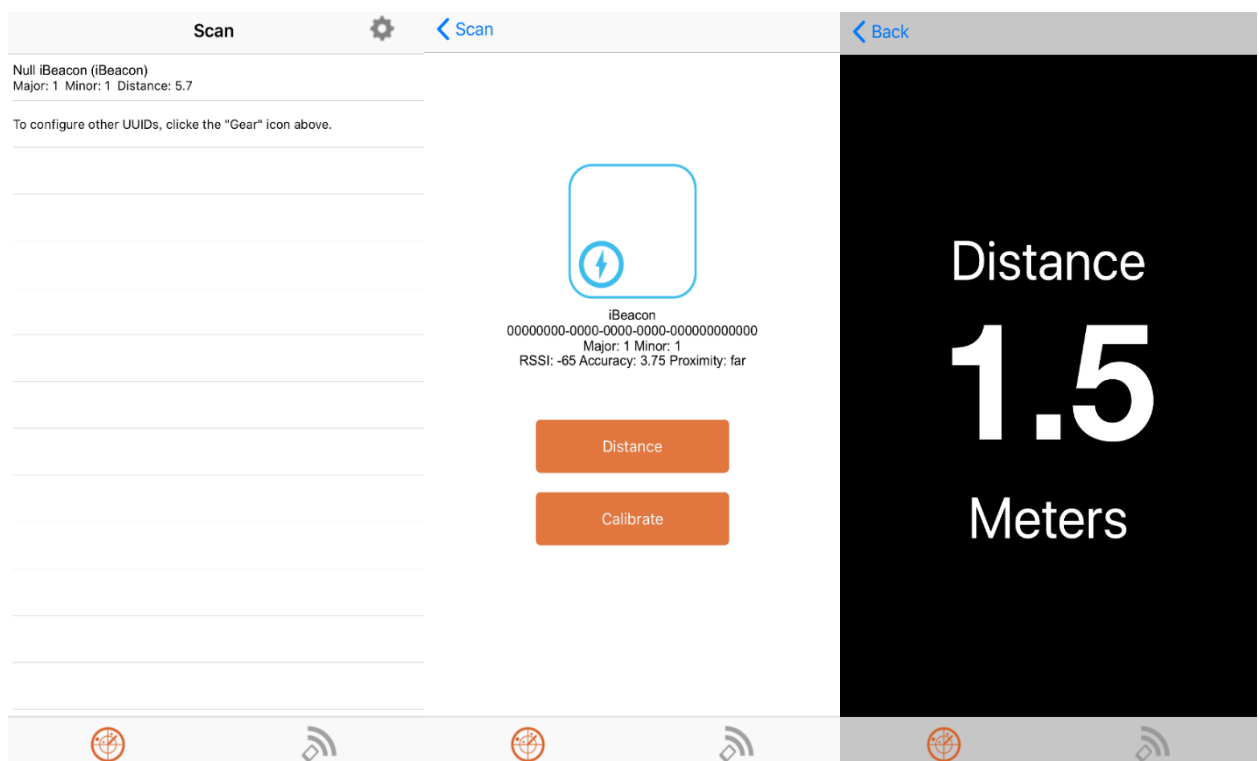 Scan
Null iBeacon (iBeacon)
Major: 1 Minor: 1 Distance: 5.7
To configure other UUIDs, clicke the "Gear" icon above.
Scan
iBeacon
00000000-0000-0000-0000-000000000000
Major: 1 Minor: 1
RSSI: -65 Accuracy: 3.75 Proximity: far
Distance
Calibrate
Back
Distance
1.5
Meters